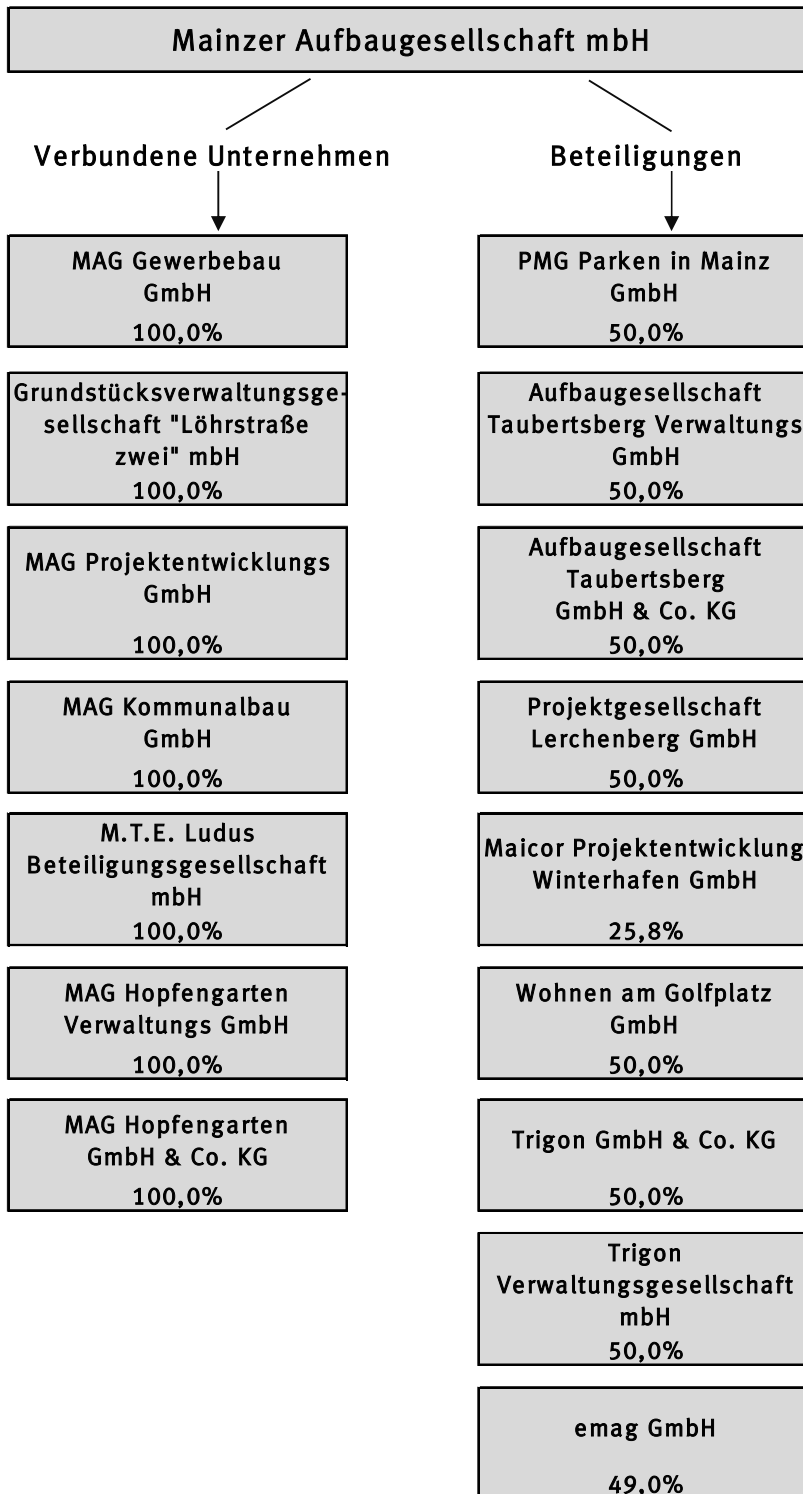 Mainzer Aufbaugesellschaft mbH
Verbundene Unternehmen
MAG Gewerbebau
GmbH
100,0%
Grundstücksverwaltungsge-
sellschaft "Löhrstraße
zwei" mbH
100,0%
MAG Projektentwicklungs
GmbH
100,0%
MAG Kommunalbau
GmbH
100,0%
M.T.E. Ludus
Beteiligungsgesellschaft
mbH
100,0%
MAG Hopfengarten
Verwaltungs GmbH
100,0%
MAG Hopfengarten
GmbH & Co. KG
100,0%
Beteiligungen
PMG Parken in Mainz
GmbH
50,0%
Aufbaugesellschaft
Taubertsberg Verwaltungs
GmbH
50,0%
Aufbaugesellschaft
Taubertsberg
GmbH & Co. KG
50,0%
Projektgesellschaft
Lerchenberg GmbH
50,0%
Maicor Projektentwicklung
Winterhafen GmbH
25,8%
Wohnen am Golfplatz
GmbH
50,0%
Trigon GmbH & Co. KG
50,0%
Trigon
Verwaltungsgesellschaft
mbH
50,0%
emag GmbH
49,0%